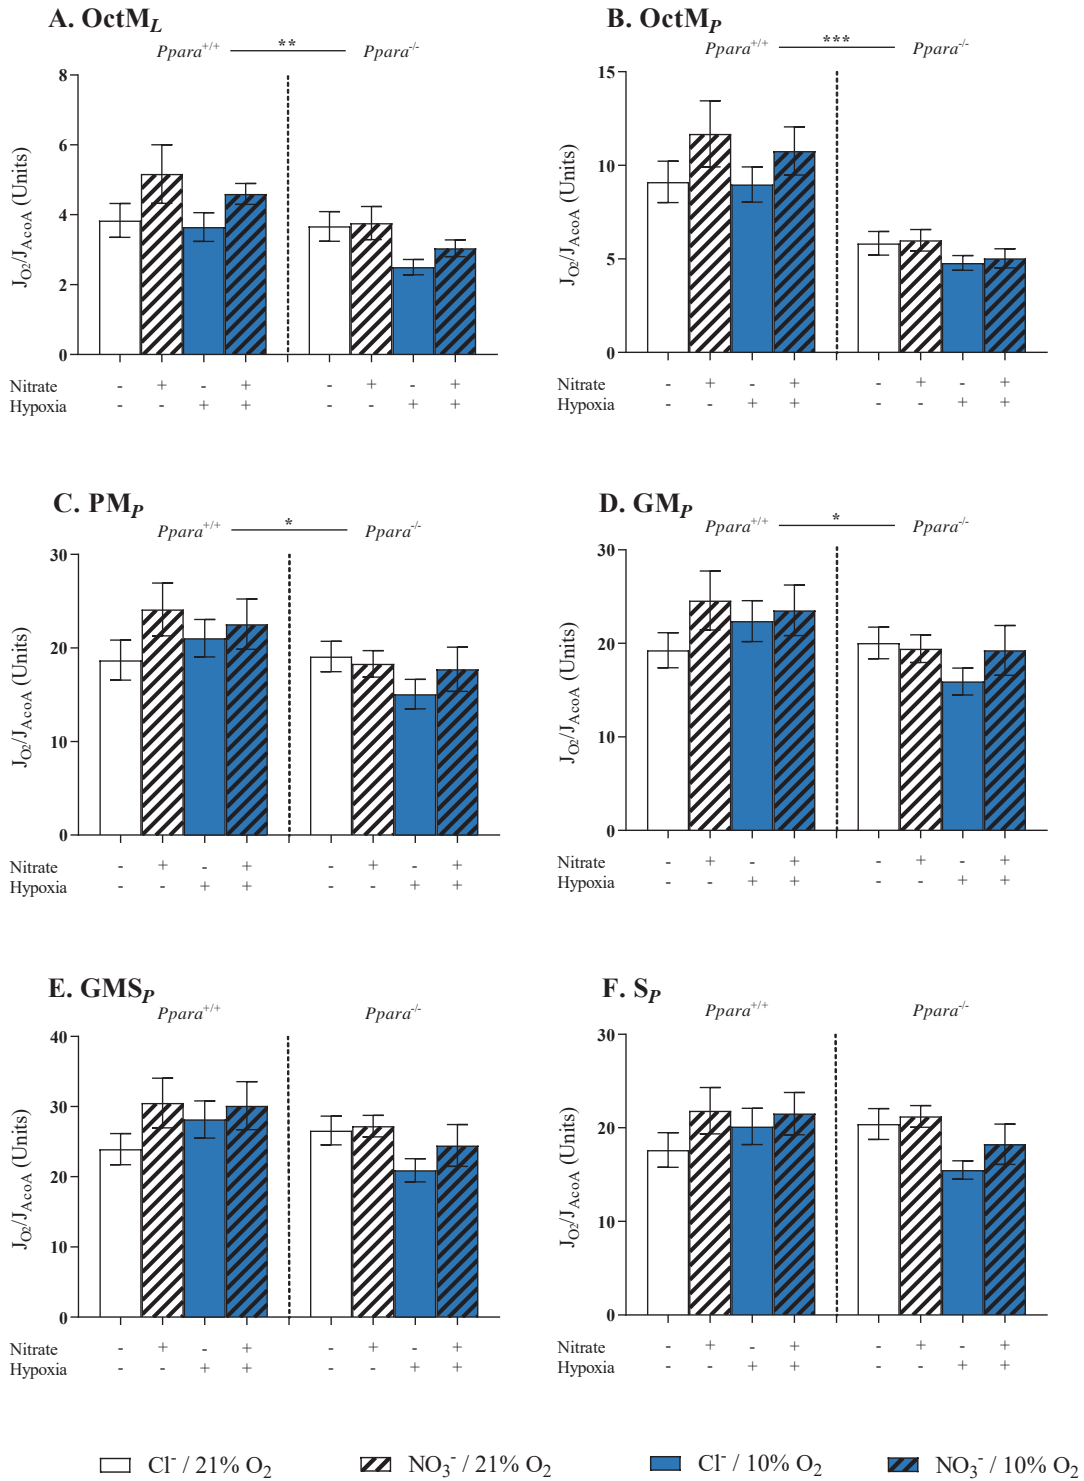 A. OctM_L
Ppara+/+ ** Ppara-/-
J_O2/J_AcoA (Units)
8
6
4
2
0
Nitrate - + - + - + - +
Hypoxia - - + + - - + +
B. OctM_P
Ppara+/+ *** Ppara-/-
J_O2/J_AcoA (Units)
15
10
5
0
Nitrate - + - + - + - +
Hypoxia - - + + - - + +
C. PM_P
Ppara+/+ * Ppara-/-
J_O2/J_AcoA (Units)
30
20
10
0
Nitrate - + - + - + - +
Hypoxia - - + + - - + +
D. GM_P
Ppara+/+ * Ppara-/-
J_O2/J_AcoA (Units)
30
20
10
0
Nitrate - + - + - + - +
Hypoxia - - + + - - + +
E. GMS_P
Ppara+/+ Ppara-/-
J_O2/J_AcoA (Units)
40
30
20
10
0
Nitrate - + - + - + - +
Hypoxia - - + + - - + +
F. S_P
Ppara+/+ Ppara-/-
J_O2/J_AcoA (Units)
30
20
10
0
Nitrate - + - + - + - +
Hypoxia - - + + - - + +
Cl- / 21% O2 NO3- / 21% O2 Cl- / 10% O2 NO3- / 10% O2